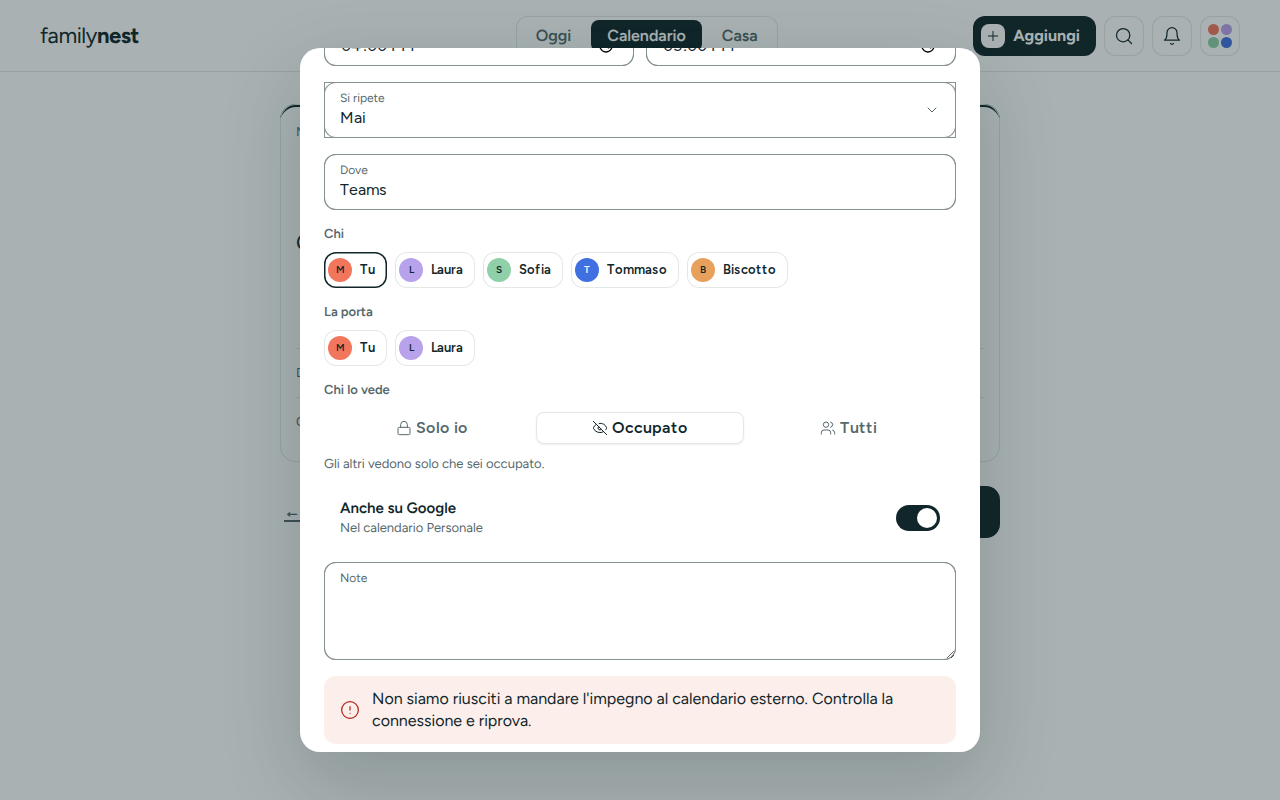 familynest
Oggi
Calendario
Casa
Aggiungi
Si ripete
Mai
Dove
Teams
Chi
M Tu
L Laura
S Sofia
T Tommaso
B Biscotto
La porta
M Tu
L Laura
Chi lo vede
Solo io
Occupato
Tutti
Gli altri vedono solo che sei occupato.
Anche su Google
Nel calendario Personale
Note
Non siamo riusciti a mandare l'impegno al calendario esterno. Controlla la
connessione e riprova.